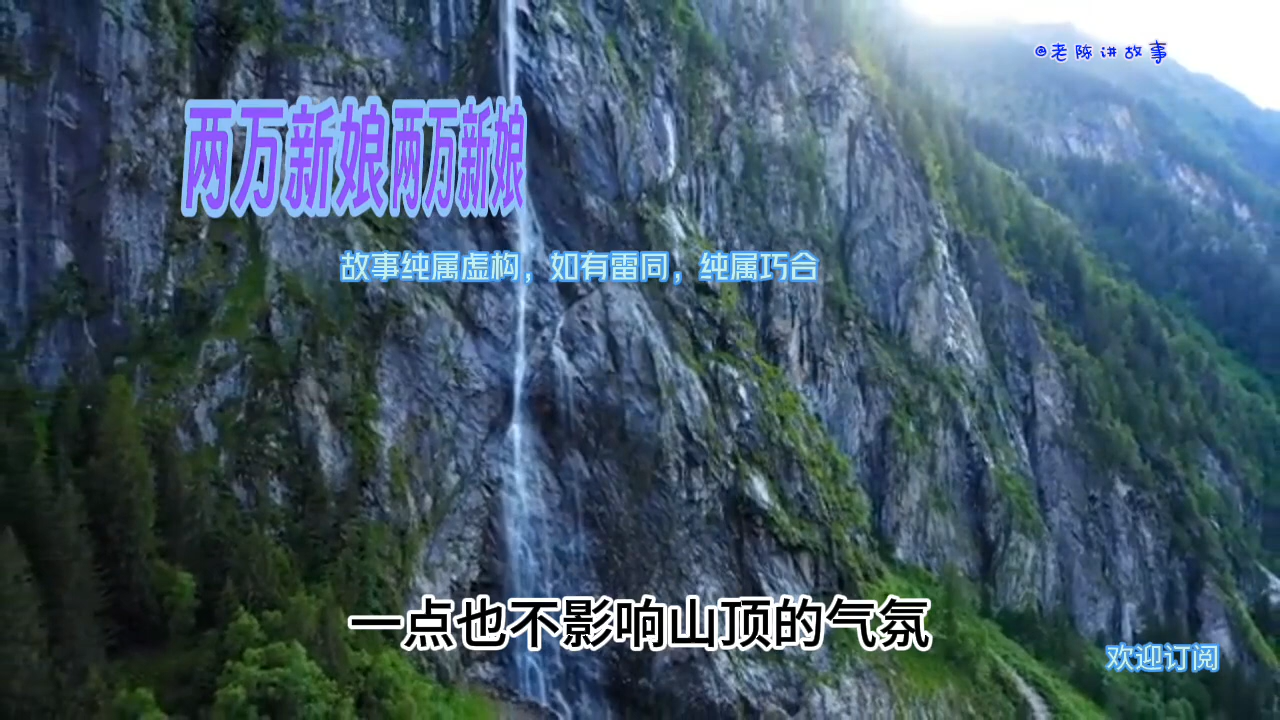 @老陈讲故事
两万新娘两万新娘
故事纯属虚构，如有雷同，纯属巧合
一点也不影响山顶的气氛
欢迎订阅